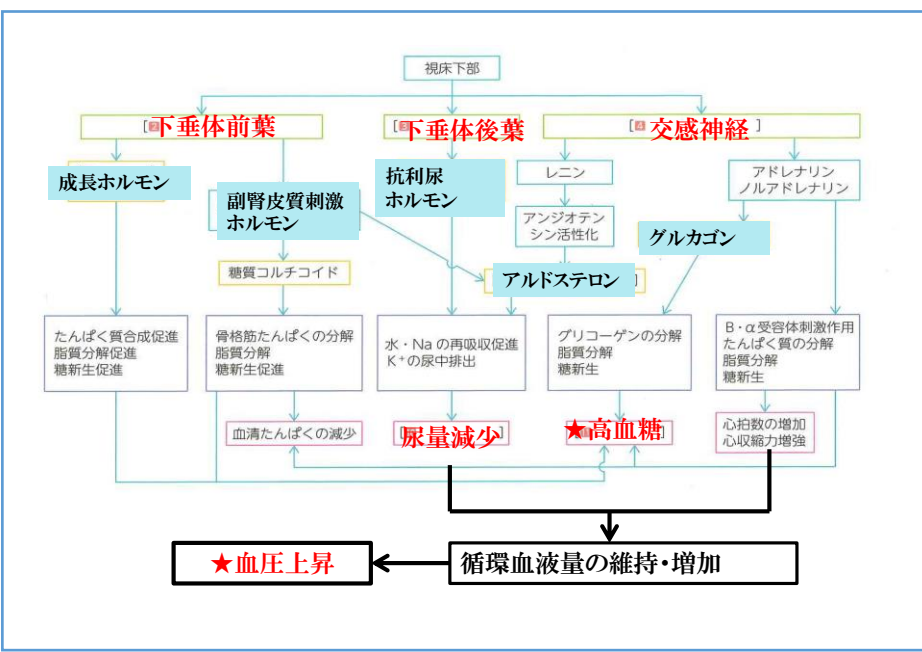 視床下部
[2 下垂体前葉
[3 下垂体後葉
[4 交感神経 ]
成長ホルモン
副腎皮質刺激
ホルモン
抗利尿
ホルモン
レニン
アドレナリン
ノルアドレナリン
アンジオテン
シン活性化
グルカゴン
糖質コルチコイド
アルドステロン ]
たんぱく質合成促進
脂質分解促進
糖新生促進
骨格筋たんぱくの分解
脂質分解
糖新生促進
水・Naの再吸収促進
K⁺の尿中排出
グリコーゲンの分解
脂質分解
糖新生
B・α受容体刺激作用
たんぱく質の分解
脂質分解
糖新生
血清たんぱくの減少
[尿量減少 ]
[★高血糖 ]
心拍数の増加
心収縮力増強
★血圧上昇
循環血液量の維持・増加